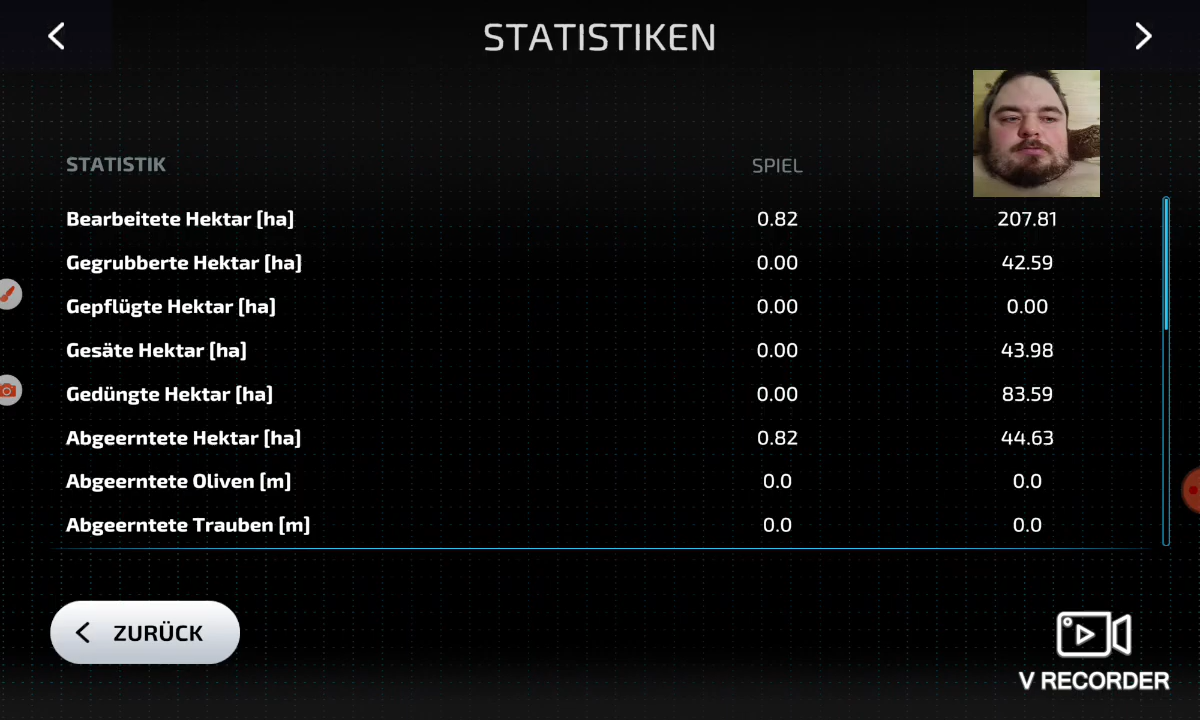 STATISTIKEN
STATISTIK SPIEL
Bearbeitete Hektar [ha] 0.82 207.81
Gegrubberte Hektar [ha] 0.00 42.59
Gepflügte Hektar [ha] 0.00 0.00
Gesäte Hektar [ha] 0.00 43.98
Gedüngte Hektar [ha] 0.00 83.59
Abgeerntete Hektar [ha] 0.82 44.63
Abgeerntete Oliven [m] 0.0 0.0
Abgeerntete Trauben [m] 0.0 0.0
ZURÜCK
V RECORDER